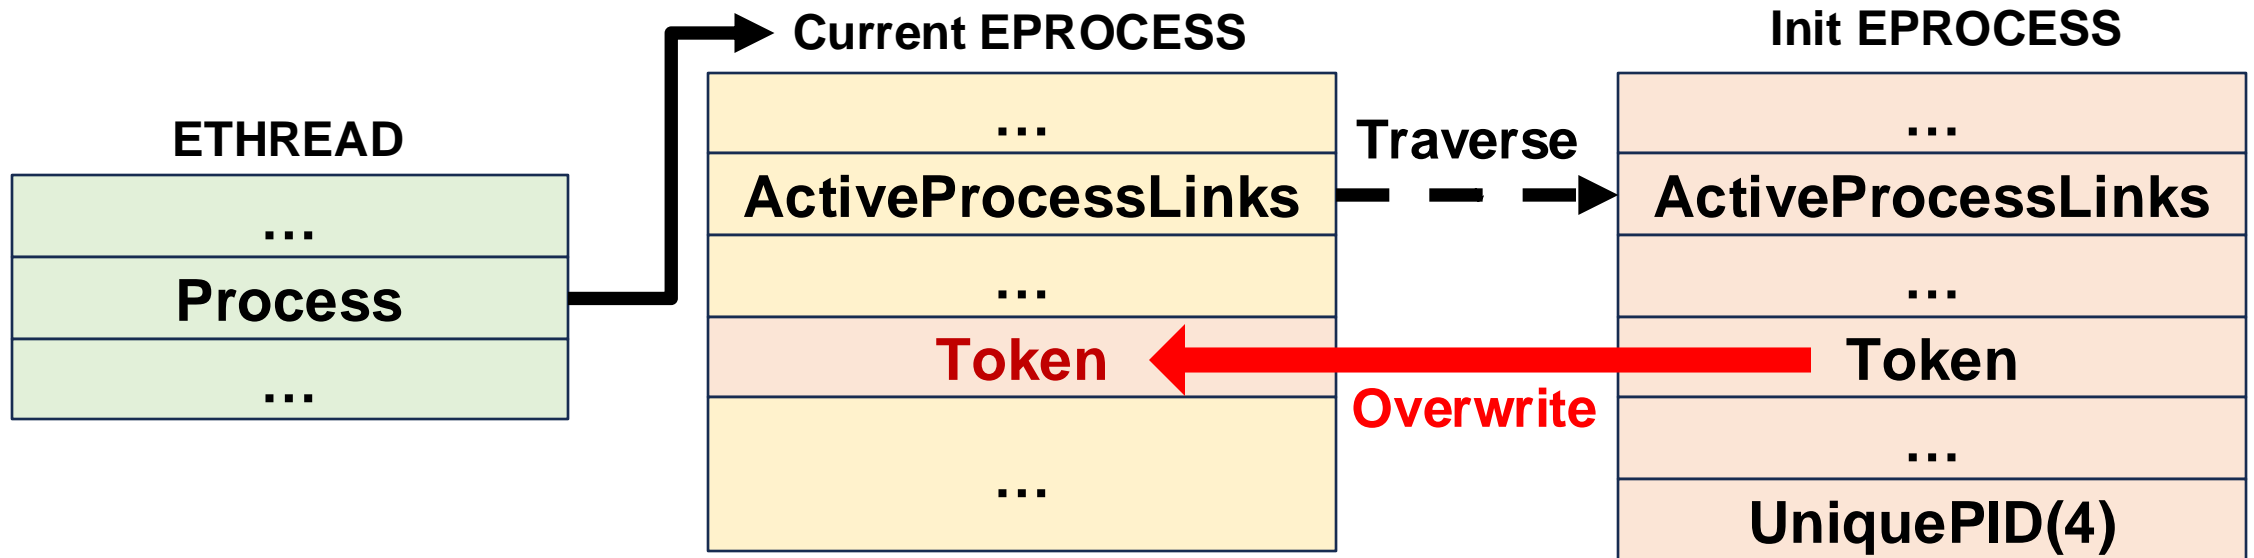 ETHREAD
…
Process
…
Current EPROCESS
…
ActiveProcessLinks
…
Token
…
Traverse
Overwrite
Init EPROCESS
…
ActiveProcessLinks
…
Token
…
UniquePID(4)